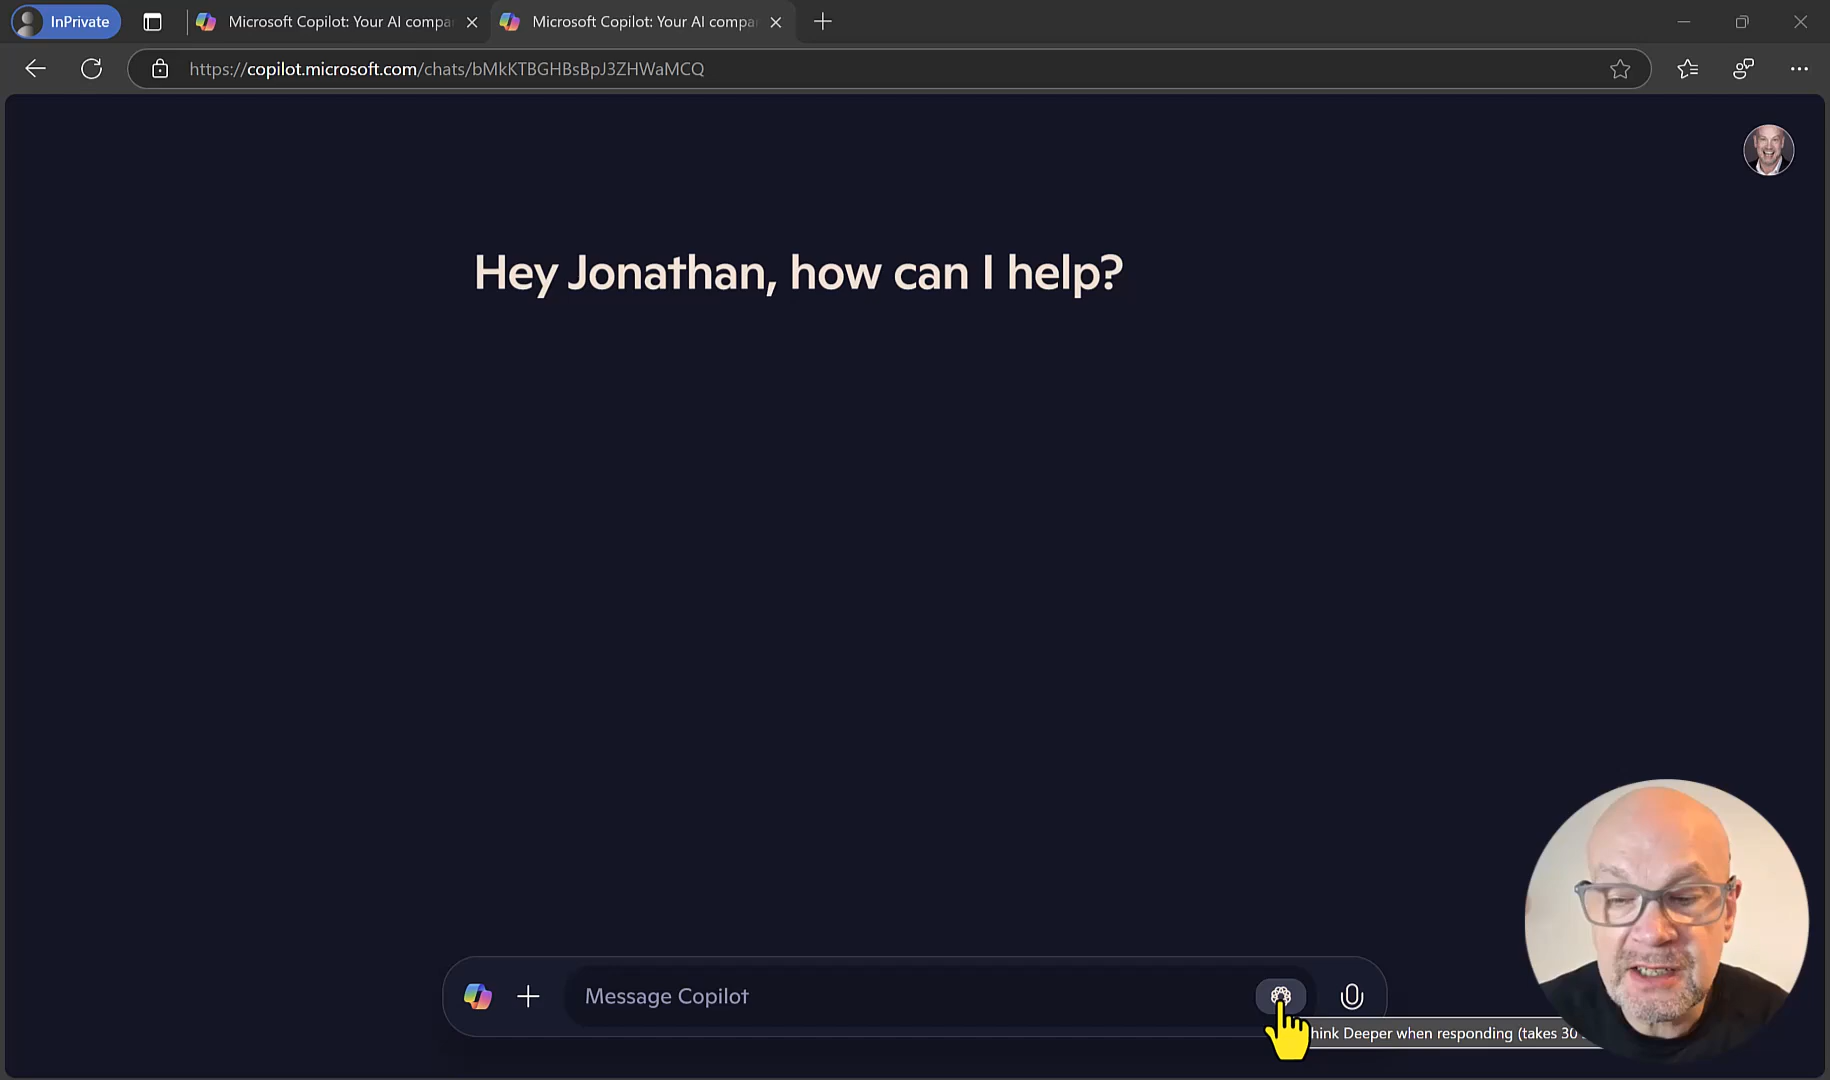 InPrivate
Microsoft Copilot: Your AI compa
Microsoft Copilot: Your AI compa
https://copilot.microsoft.com/chats/bMkKTBGHBsBpJ3ZHWaMCQ
Hey Jonathan, how can I help?
Message Copilot
hink Deeper when responding (takes 30